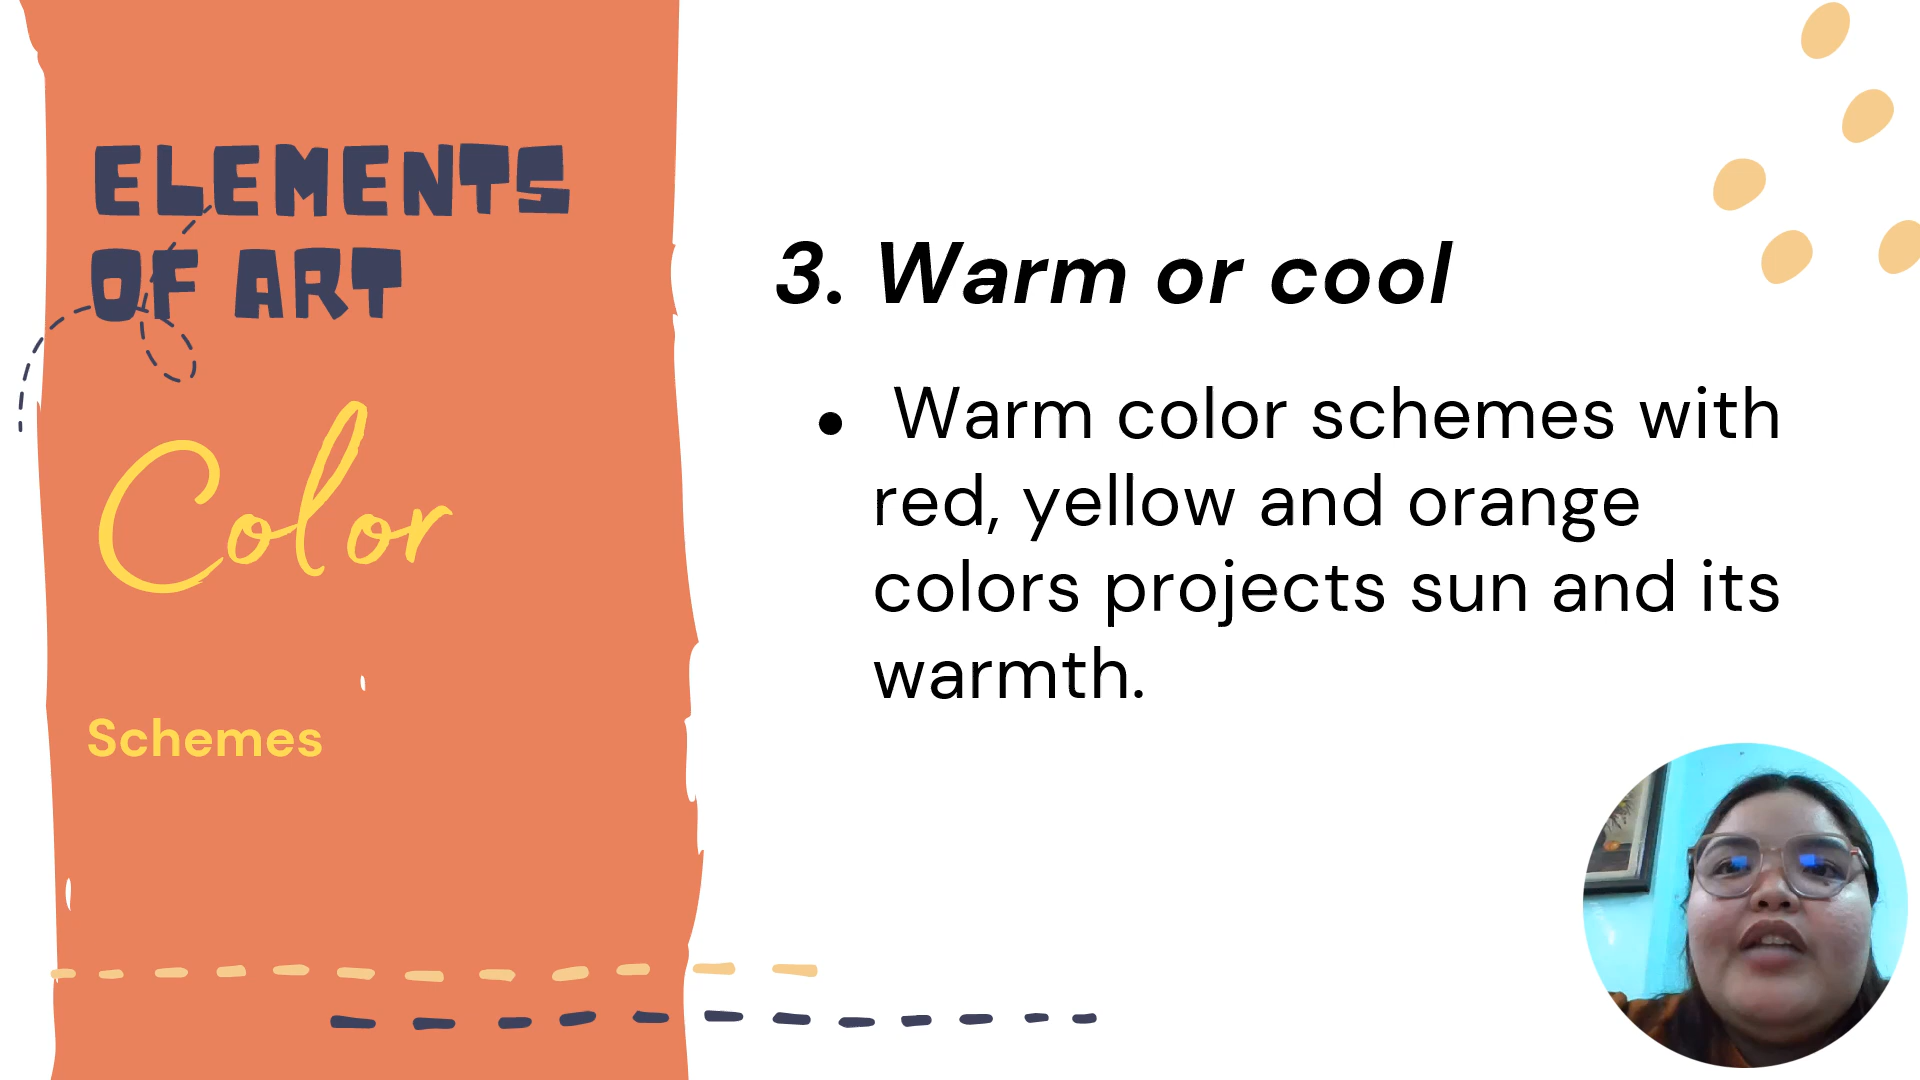 ELEMENTS
OF ART
Color
Schemes
3. Warm or cool
• Warm color schemes with
red, yellow and orange
colors projects sun and its
warmth.